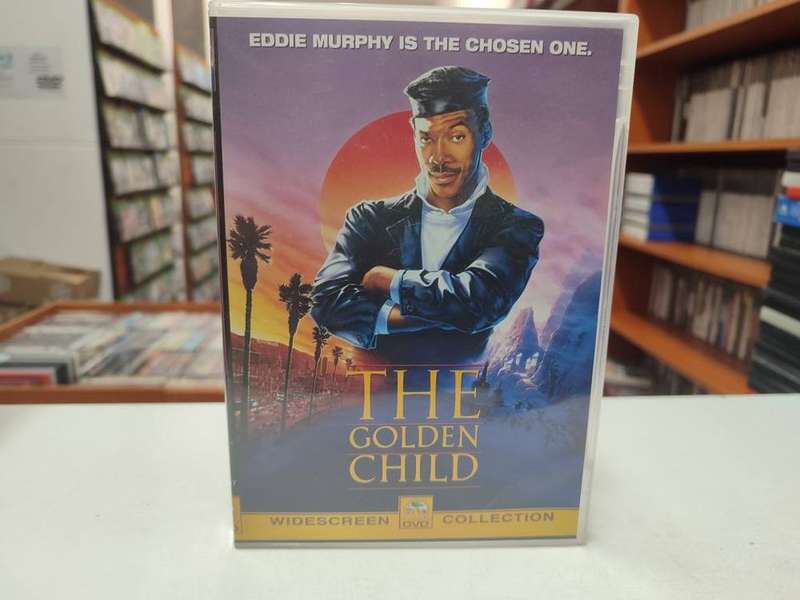 EDDIE MURPHY IS THE CHOSEN ONE.
THE
GOLDEN
CHILD
WIDESCREEN DVD COLLECTION